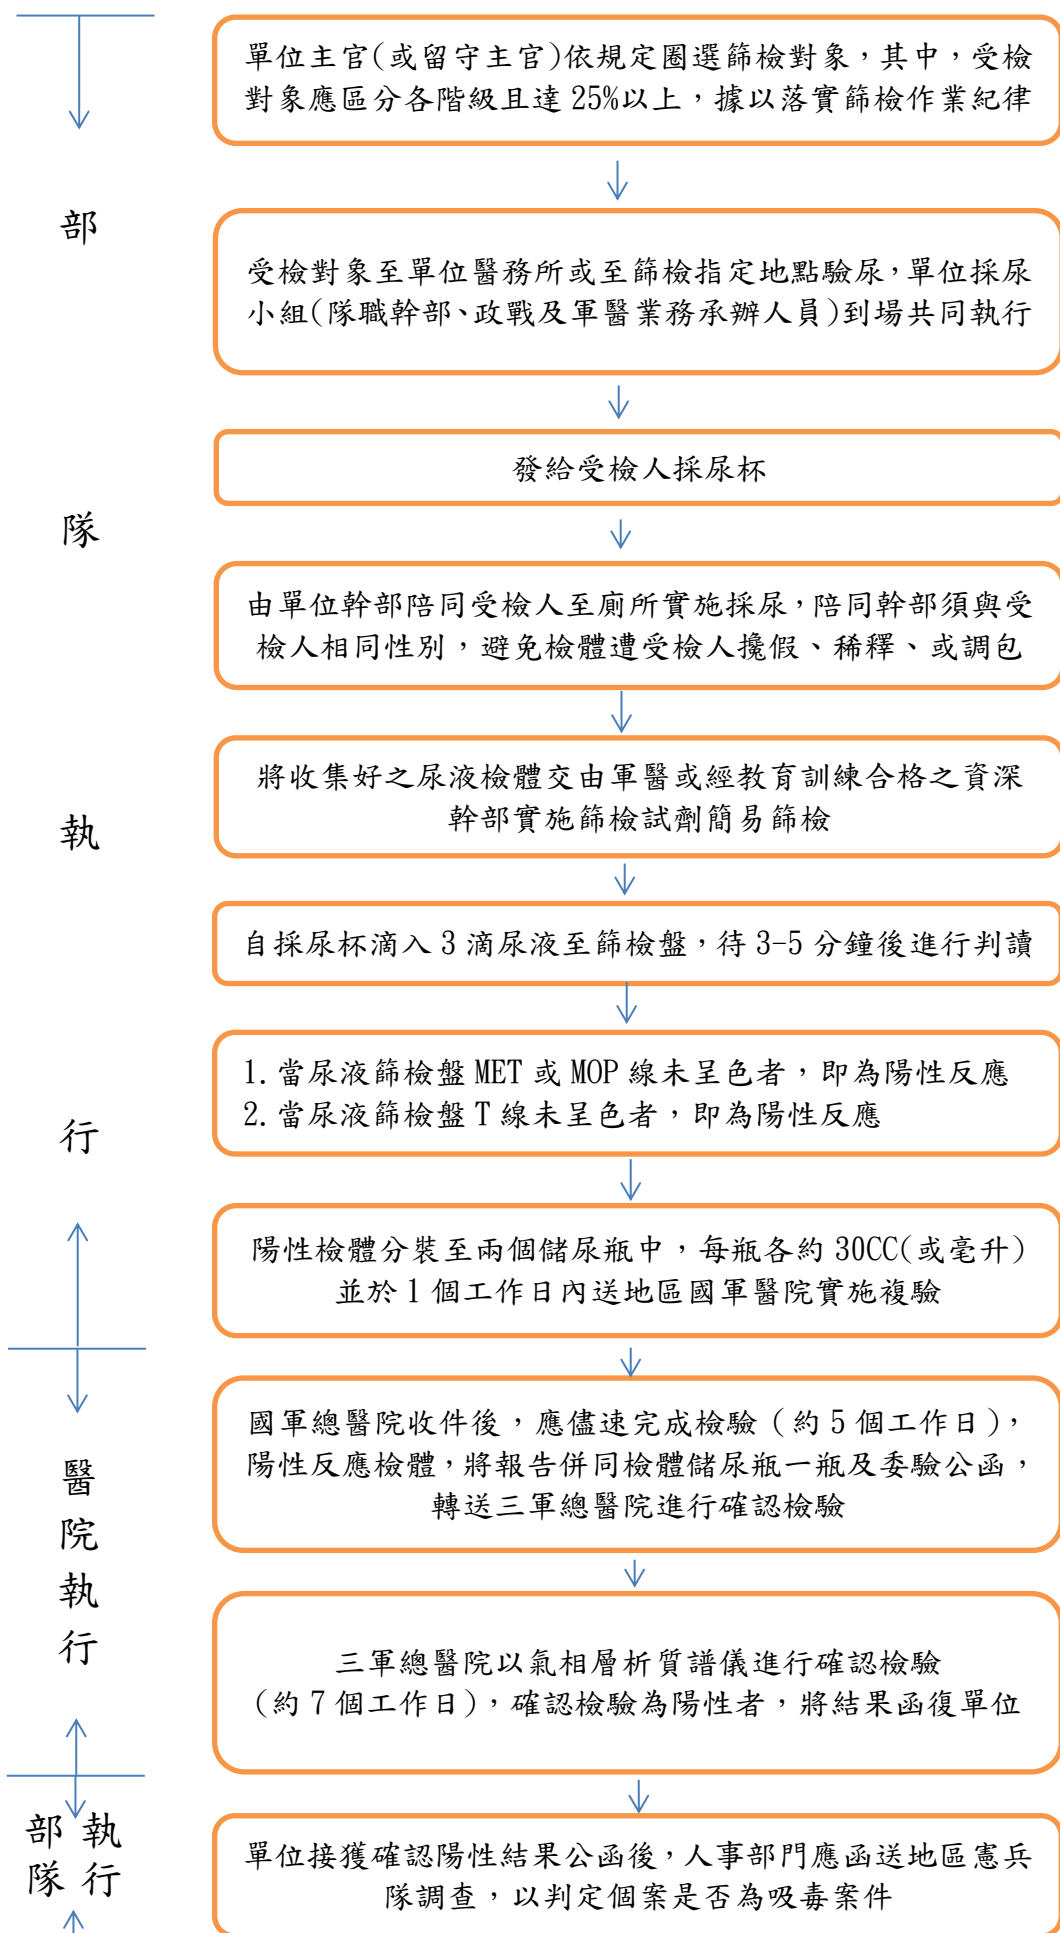 單位主官(或留守主官)依規定圈選篩檢對象，其中，受檢
對象應區分各階級且達 25%以上，據以落實篩檢作業紀律
受檢對象至單位醫務所或至篩檢指定地點驗尿，單位採尿
小組(隊職幹部、政戰及軍醫業務承辦人員)到場共同執行
發給受檢人採尿杯
由單位幹部陪同受檢人至廁所實施採尿，陪同幹部須與受
檢人相同性別，避免檢體遭受檢人攙假、稀釋、或調包
將收集好之尿液檢體交由軍醫或經教育訓練合格之資深
幹部實施篩檢試劑簡易篩檢
自採尿杯滴入 3 滴尿液至篩檢盤，待 3-5 分鐘後進行判讀
1. 當尿液篩檢盤 MET 或 MOP 線未呈色者，即為陽性反應
2. 當尿液篩檢盤 T 線未呈色者，即為陽性反應
陽性檢體分裝至兩個儲尿瓶中，每瓶各約 30CC(或毫升)
並於 1 個工作日內送地區國軍醫院實施複驗
部
隊
執
行
國軍總醫院收件後，應儘速完成檢驗（約 5 個工作日），
陽性反應檢體，將報告併同檢體儲尿瓶一瓶及委驗公函，
轉送三軍總醫院進行確認檢驗
三軍總醫院以氣相層析質譜儀進行確認檢驗
（約 7 個工作日），確認檢驗為陽性者，將結果函復單位
醫
院
執
行
單位接獲確認陽性結果公函後，人事部門應函送地區憲兵
隊調查，以判定個案是否為吸毒案件
部 執
隊 行